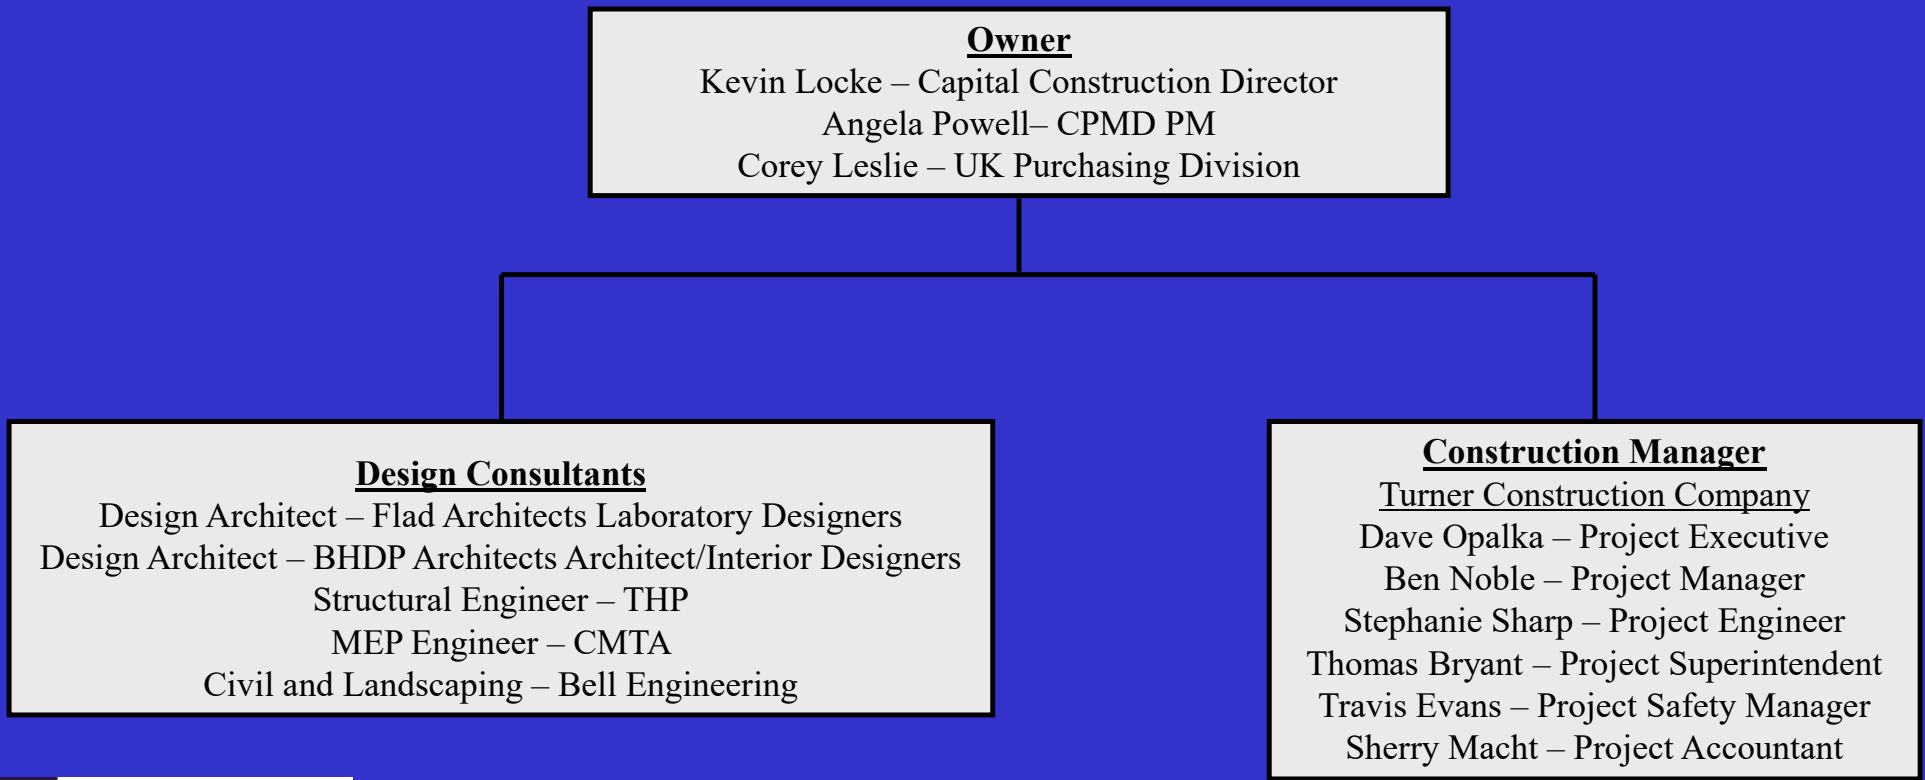 Owner
Kevin Locke – Capital Construction Director
Angela Powell– CPMD PM
Corey Leslie – UK Purchasing Division
Design Consultants
Design Architect – Flad Architects Laboratory Designers
Design Architect – BHDP Architects Architect/Interior Designers
Structural Engineer – THP
MEP Engineer – CMTA
Civil and Landscaping – Bell Engineering
Construction Manager
Turner Construction Company
Dave Opalka – Project Executive
Ben Noble – Project Manager
Stephanie Sharp – Project Engineer
Thomas Bryant – Project Superintendent
Travis Evans – Project Safety Manager
Sherry Macht – Project Accountant